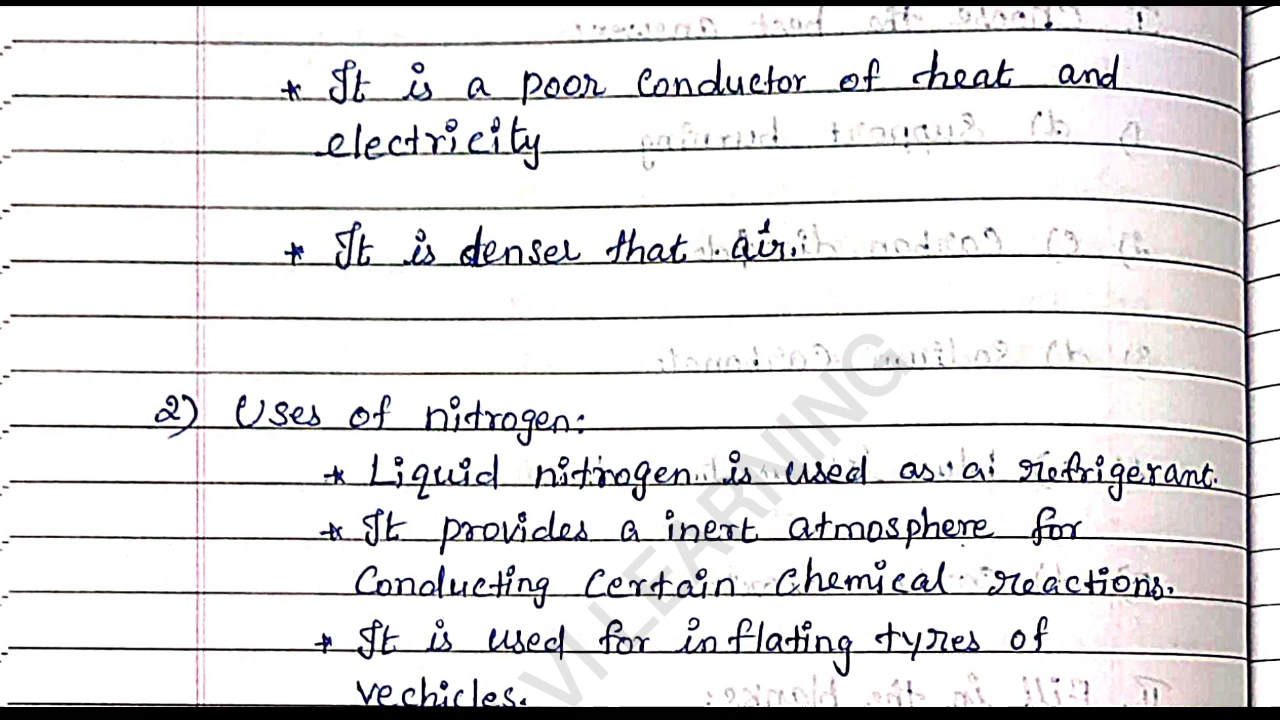 * It is a poor conductor of heat and
electricity
* It is denser that air.
2) Uses of nitrogen:
* Liquid nitrogen is used as a refrigerant.
* It provides a inert atmosphere for
conducting certain chemical reactions.
* It is used for inflating tyres of
vechicles.
VI LEARNING